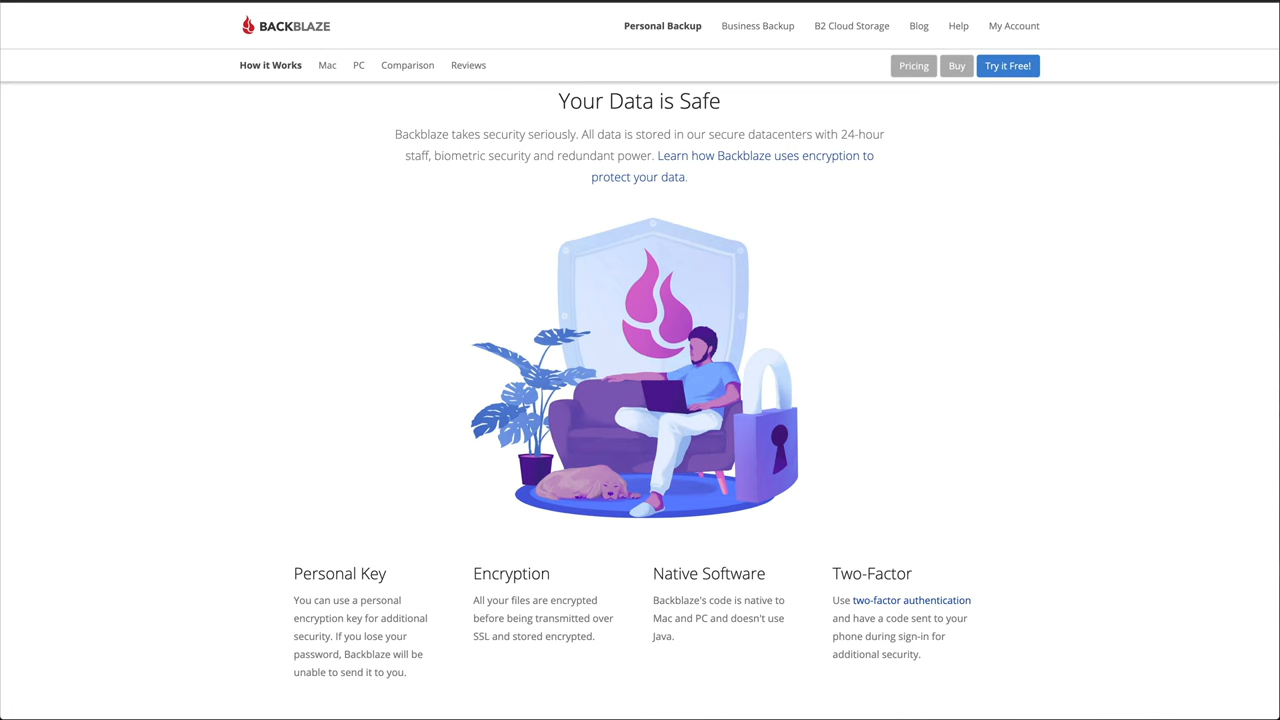 BACKBLAZE
Personal Backup Business Backup B2 Cloud Storage Blog Help My Account
How it Works Mac PC Comparison Reviews Pricing Buy Try it Free!
Your Data is Safe
Backblaze takes security seriously. All data is stored in our secure datacenters with 24-hour
staff, biometric security and redundant power. Learn how Backblaze uses encryption to
protect your data.
Personal Key
You can use a personal
encryption key for additional
security. If you lose your
password, Backblaze will be
unable to send it to you.
Encryption
All your files are encrypted
before being transmitted over
SSL and stored encrypted.
Native Software
Backblaze's code is native to
Mac and PC and doesn't use
Java.
Two-Factor
Use two-factor authentication
and have a code sent to your
phone during sign-in for
additional security.